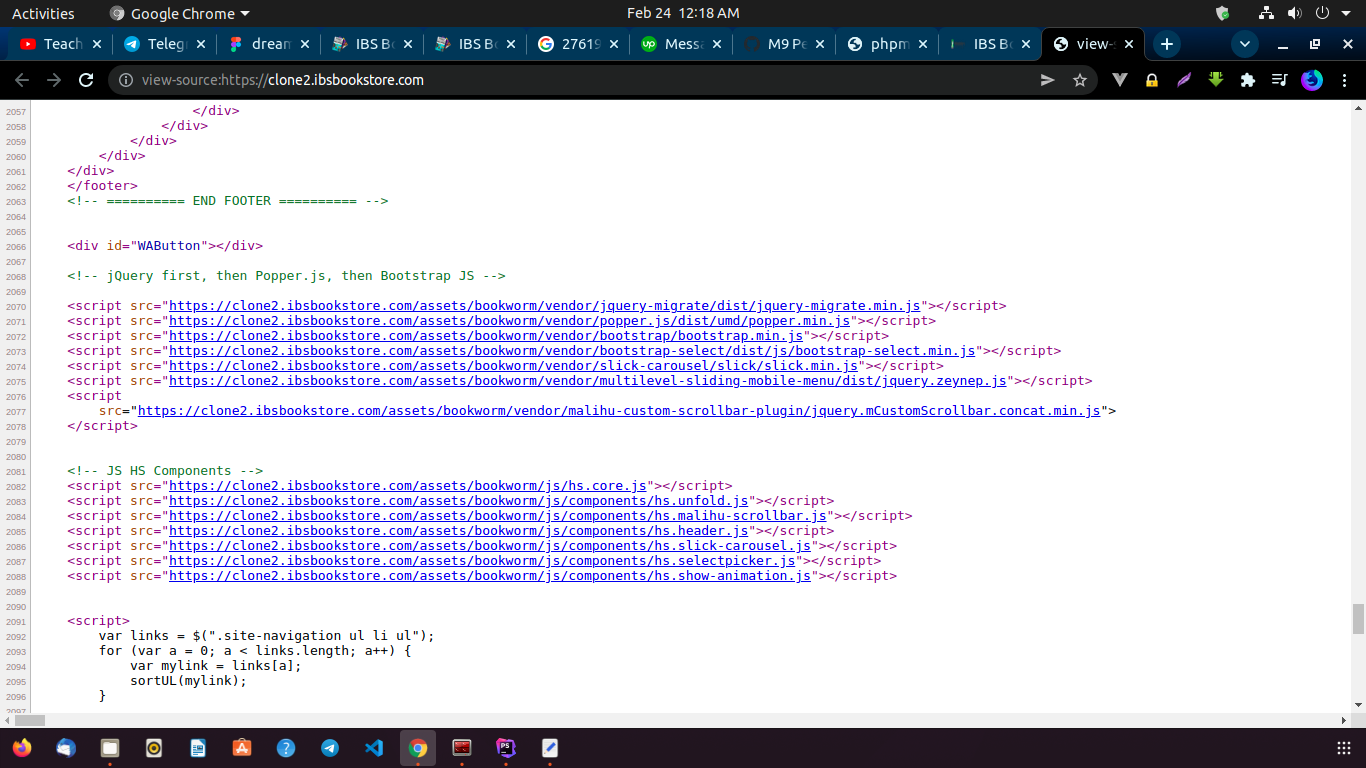 Activities
Google Chrome
Feb 24 12:18 AM
Teach
Telegr
dream
IBS Bo
IBS Bo
27619
Messa
M9 Pe
phpm
IBS Bo
view-s
view-source:https://clone2.ibsbookstore.com
2057 </div>
2058 </div>
2059 </div>
2060 </div>
2061 </div>
2062 </footer>
2063 <!-- ========== END FOOTER ========== -->
2064
2065
2066 <div id="WAButton"></div>
2067
2068 <!-- jQuery first, then Popper.js, then Bootstrap JS -->
2069
2070 <script src="https://clone2.ibsbookstore.com/assets/bookworm/vendor/jquery-migrate/dist/jquery-migrate.min.js"></script>
2071 <script src="https://clone2.ibsbookstore.com/assets/bookworm/vendor/popper.js/dist/umd/popper.min.js"></script>
2072 <script src="https://clone2.ibsbookstore.com/assets/bookworm/vendor/bootstrap/bootstrap.min.js"></script>
2073 <script src="https://clone2.ibsbookstore.com/assets/bookworm/vendor/bootstrap-select/dist/js/bootstrap-select.min.js"></script>
2074 <script src="https://clone2.ibsbookstore.com/assets/bookworm/vendor/slick-carousel/slick/slick.min.js"></script>
2075 <script src="https://clone2.ibsbookstore.com/assets/bookworm/vendor/multilevel-sliding-mobile-menu/dist/jquery.zeynep.js"></script>
2076 <script
2077 src="https://clone2.ibsbookstore.com/assets/bookworm/vendor/malihu-custom-scrollbar-plugin/jquery.mCustomScrollbar.concat.min.js">
2078 </script>
2079
2080
2081 <!-- JS HS Components -->
2082 <script src="https://clone2.ibsbookstore.com/assets/bookworm/js/hs.core.js"></script>
2083 <script src="https://clone2.ibsbookstore.com/assets/bookworm/js/components/hs.unfold.js"></script>
2084 <script src="https://clone2.ibsbookstore.com/assets/bookworm/js/components/hs.malihu-scrollbar.js"></script>
2085 <script src="https://clone2.ibsbookstore.com/assets/bookworm/js/components/hs.header.js"></script>
2086 <script src="https://clone2.ibsbookstore.com/assets/bookworm/js/components/hs.slick-carousel.js"></script>
2087 <script src="https://clone2.ibsbookstore.com/assets/bookworm/js/components/hs.selectpicker.js"></script>
2088 <script src="https://clone2.ibsbookstore.com/assets/bookworm/js/components/hs.show-animation.js"></script>
2089
2090
2091 <script>
2092 var links = $(".site-navigation ul li ul");
2093 for (var a = 0; a < links.length; a++) {
2094 var mylink = links[a];
2095 sortUL(mylink);
2096 }
2097